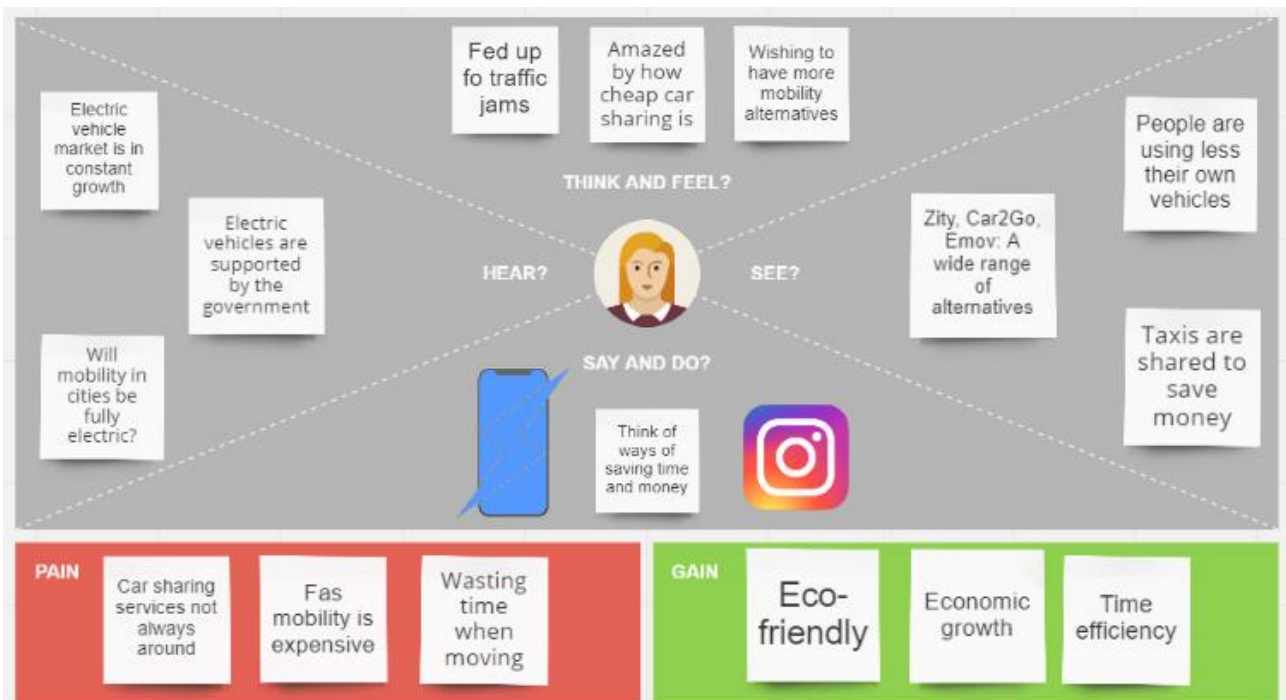 Fed up
fo traffic
jams
Amazed
by how
cheap car
sharing is
Wishing to
have more
mobility
alternatives
THINK AND FEEL?
Electric
vehicle
market is in
constant
growth
Electric
vehicles are
supported
by the
government
Will
mobility in
cities be
fully
electric?
HEAR?
SEE?
Zity, Car2Go,
Emov: A
wide range
of
alternatives
People are
using less
their own
vehicles
Taxis are
shared to
save
money
SAY AND DO?
Think of
ways of
saving time
and money
PAIN
Car sharing
services not
always
around
Fas
mobility is
expensive
Wasting
time
when
moving
GAIN
Eco-
friendly
Economic
growth
Time
efficiency